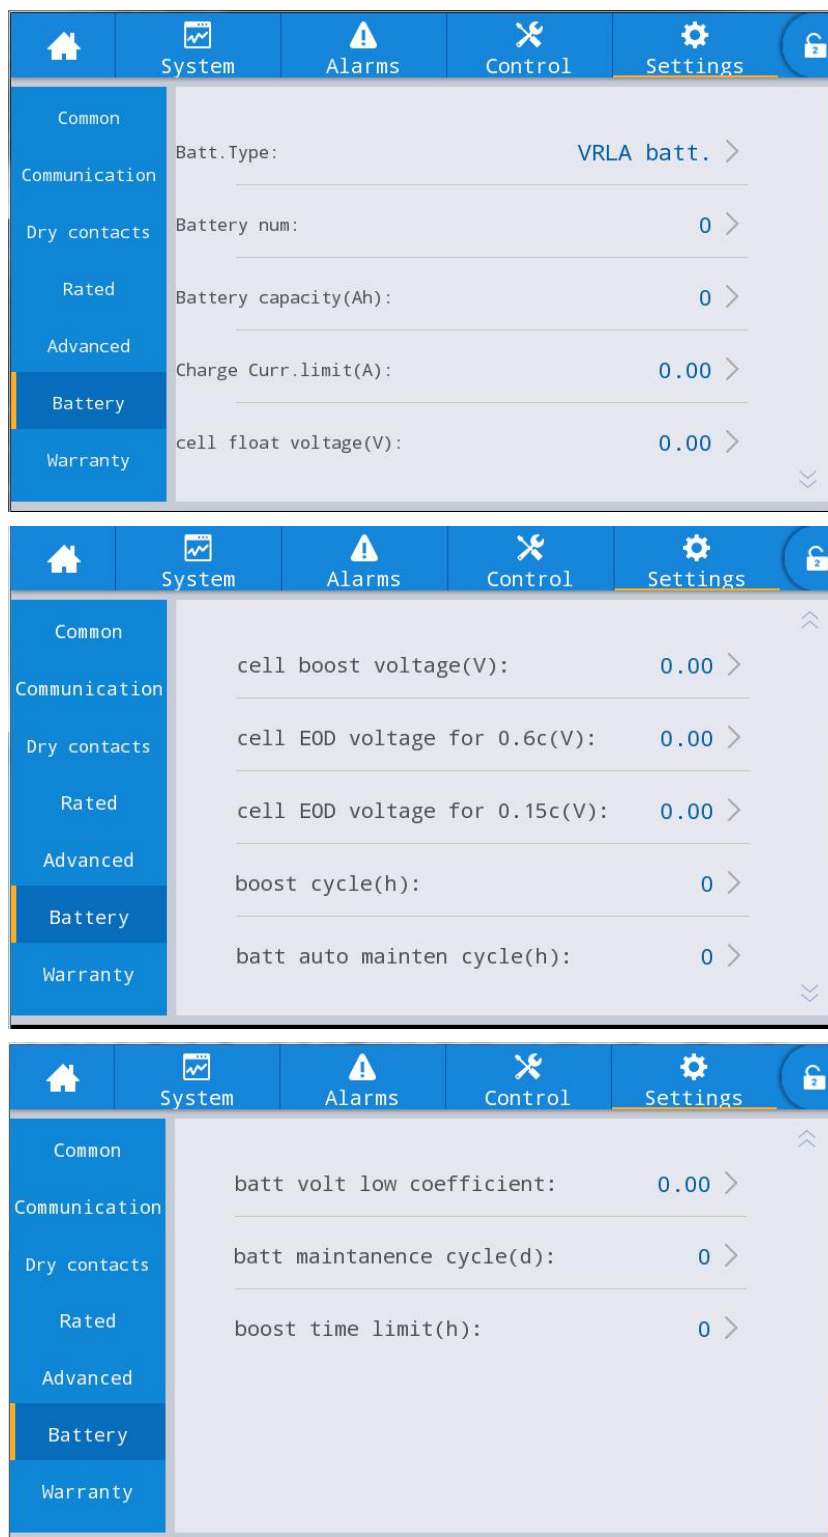 System Alarms Control Settings 2
Common
Batt.Type: VRLA batt.
Communication
Dry contacts
Battery num: 0
Rated
Battery capacity(Ah): 0
Advanced
Charge Curr.limit(A): 0.00
Battery
cell float voltage(V): 0.00
Warranty
System Alarms Control Settings 2
Common
cell boost voltage(V): 0.00
Communication
Dry contacts
cell EOD voltage for 0.6c(V): 0.00
Rated
cell EOD voltage for 0.15c(V): 0.00
Advanced
boost cycle(h): 0
Battery
batt auto mainten cycle(h): 0
Warranty
System Alarms Control Settings 2
Common
batt volt low coefficient: 0.00
Communication
Dry contacts
batt maintanence cycle(d): 0
Rated
boost time limit(h): 0
Advanced
Battery
Warranty